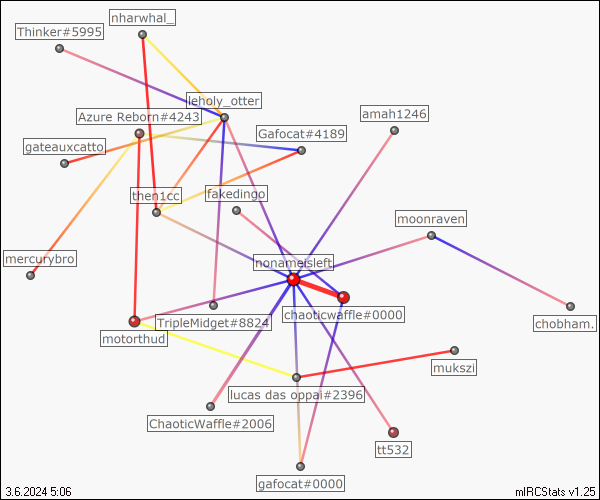 nharwhal_
Thinker#5995
leholy_otter
Azure Reborn#4243
amah1246
Gafocat#4189
gateauxcatto
then1cc
fakedingo
moonraven
mercurybro
nonameisleft
chaoticwaffle#0000
TripleMidget#8824
chobham.
motorthud
mukszi
lucas das oppai#2396
ChaoticWaffle#2006
tt532
gafocat#0000
3.6.2024 5:06
mIRCStats v1.25